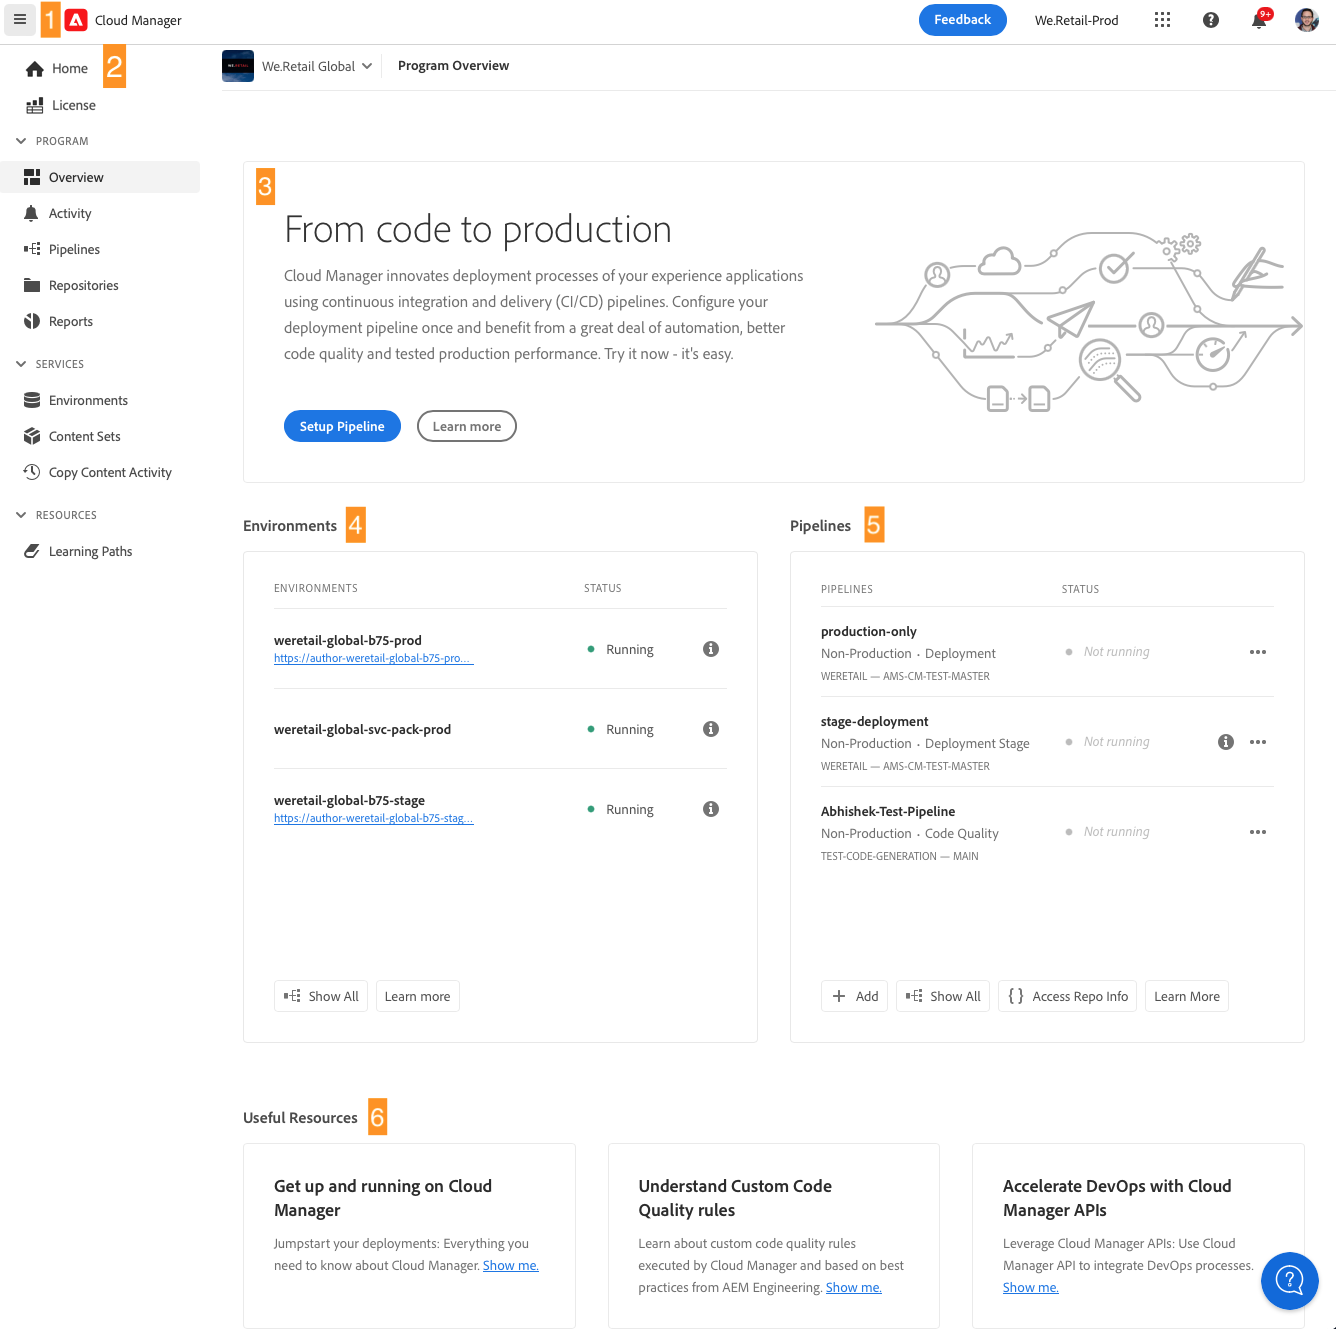 1 Cloud Manager Feedback We.Retail-Prod 9+
Home 2
License
PROGRAM
Overview
Activity
Pipelines
Repositories
Reports
SERVICES
Environments
Content Sets
Copy Content Activity
RESOURCES
Learning Paths
We.Retail Global Program Overview
3
From code to production
Cloud Manager innovates deployment processes of your experience applications
using continuous integration and delivery (CI/CD) pipelines. Configure your
deployment pipeline once and benefit from a great deal of automation, better
code quality and tested production performance. Try it now - it's easy.
Setup Pipeline Learn more
Environments 4
ENVIRONMENTS STATUS
weretail-global-b75-prod
https://author-weretail-global-b75-pro...
Running
weretail-global-svc-pack-prod Running
weretail-global-b75-stage
https://author-weretail-global-b75-stag...
Running
Show All Learn more
Pipelines 5
PIPELINES STATUS
production-only
Non-Production · Deployment
WERETAIL — AMS-CM-TEST-MASTER
Not running
stage-deployment
Non-Production · Deployment Stage
WERETAIL — AMS-CM-TEST-MASTER
Not running
Abhishek-Test-Pipeline
Non-Production · Code Quality
TEST-CODE-GENERATION — MAIN
Not running
Add Show All Access Repo Info Learn More
Useful Resources 6
Get up and running on Cloud
Manager
Jumpstart your deployments: Everything you
need to know about Cloud Manager. Show me.
Understand Custom Code
Quality rules
Learn about custom code quality rules
executed by Cloud Manager and based on best
practices from AEM Engineering. Show me.
Accelerate DevOps with Cloud
Manager APIs
Leverage Cloud Manager APIs: Use Cloud
Manager API to integrate DevOps processes.
Show me.